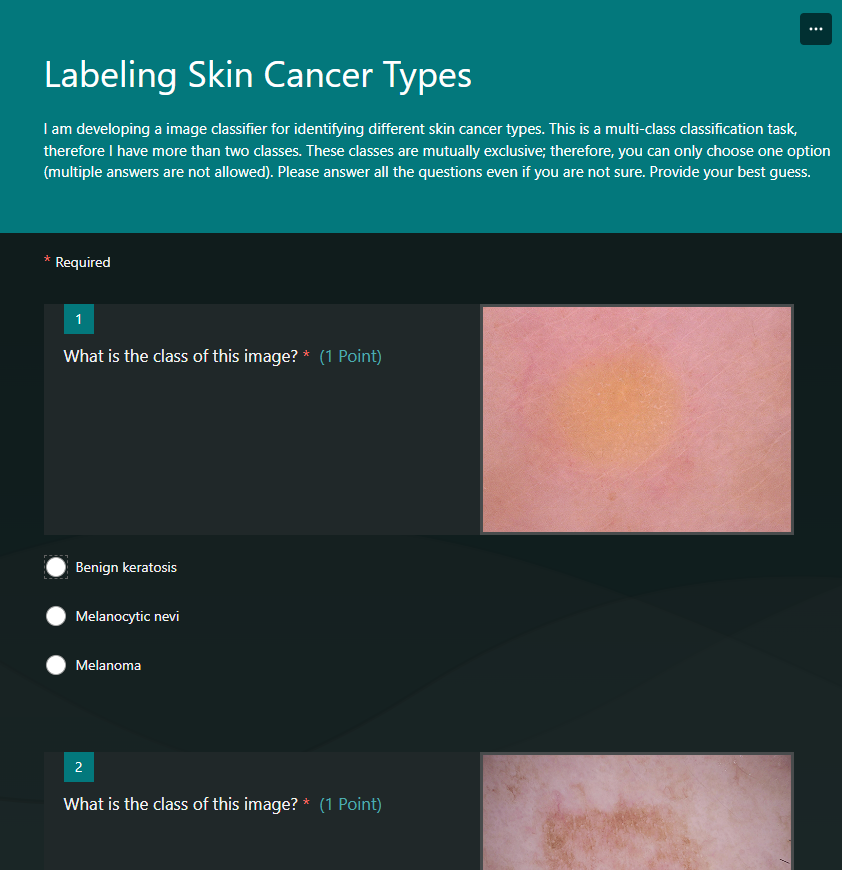 Labeling Skin Cancer Types
I am developing a image classifier for identifying different skin cancer types. This is a multi-class classification task,
therefore I have more than two classes. These classes are mutually exclusive; therefore, you can only choose one option
(multiple answers are not allowed). Please answer all the questions even if you are not sure. Provide your best guess.
* Required
1
What is the class of this image? * (1 Point)
Benign keratosis
Melanocytic nevi
Melanoma
2
What is the class of this image? * (1 Point)